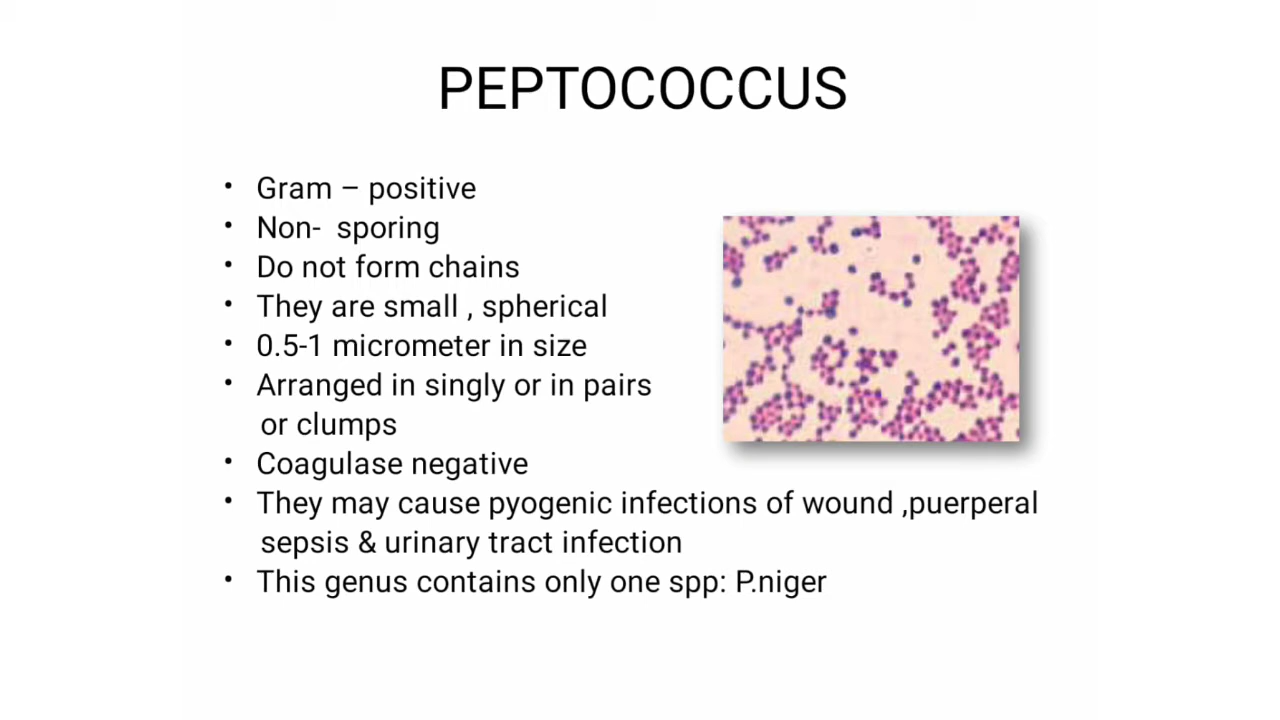 PEPTOCOCCUS
• Gram – positive
• Non-  sporing
• Do not form chains
• They are small , spherical
• 0.5-1 micrometer in size
• Arranged in singly or in pairs
or clumps
• Coagulase negative
• They may cause pyogenic infections of wound ,puerperal
sepsis & urinary tract infection
• This genus contains only one spp: P.niger